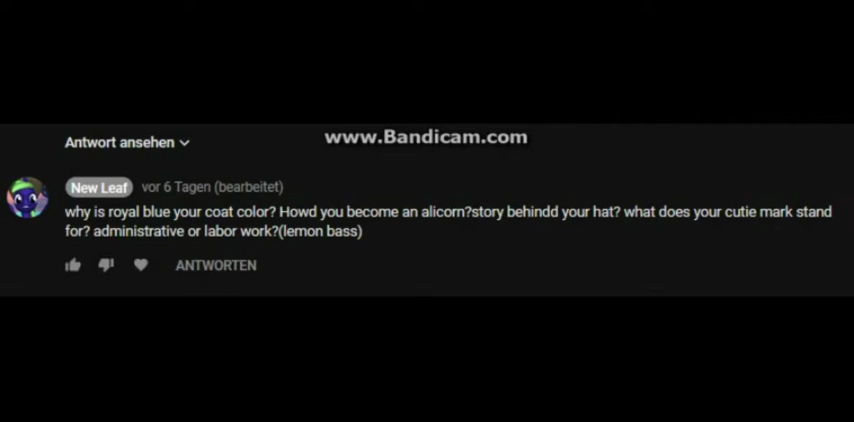 www.Bandicam.com
Antwort ansehen
New Leaf vor 6 Tagen (bearbeitet)
why is royal blue your coat color? Howd you become an alicorn?story behindd your hat? what does your cutie mark stand
for? administrative or labor work?(lemon bass)
ANTWORTEN